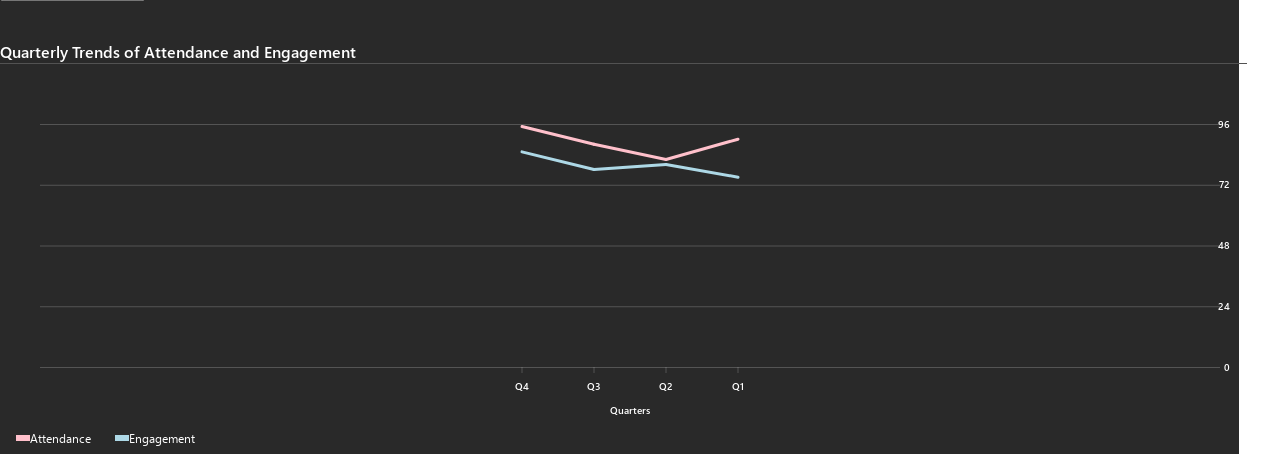 Quarterly Trends of Attendance and Engagement
96
72
48
24
0
Q4 Q3 Q2 Q1
Quarters
Attendance Engagement